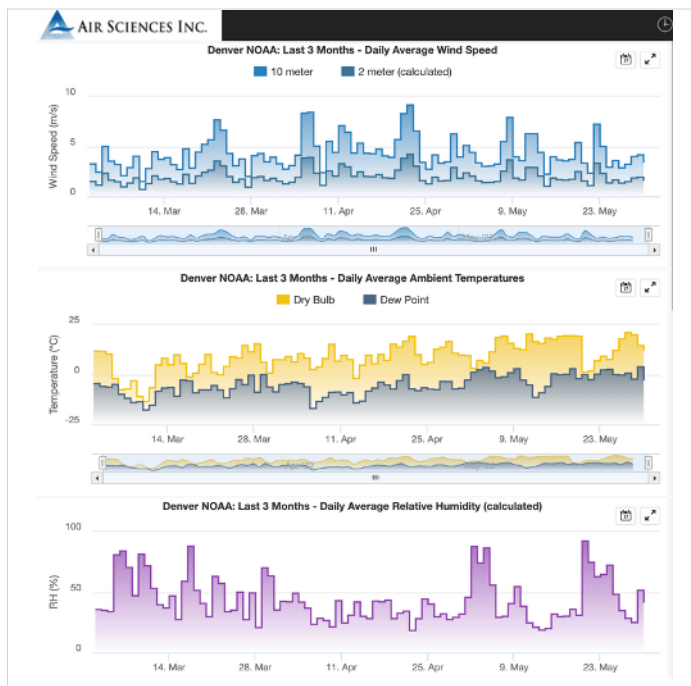 AIR SCIENCES INC.
Denver NOAA: Last 3 Months - Daily Average Wind Speed
10 meter 2 meter (calculated)
Wind Speed (m/s)
10
5
0
14. Mar 28. Mar 11. Apr 25. Apr 9. May 23. May
Denver NOAA: Last 3 Months - Daily Average Ambient Temperatures
Dry Bulb Dew Point
Temperature (°C)
25
0
-25
14. Mar 28. Mar 11. Apr 25. Apr 9. May 23. May
Denver NOAA: Last 3 Months - Daily Average Relative Humidity (calculated)
RH (%)
100
50
0
14. Mar 28. Mar 11. Apr 25. Apr 9. May 23. May